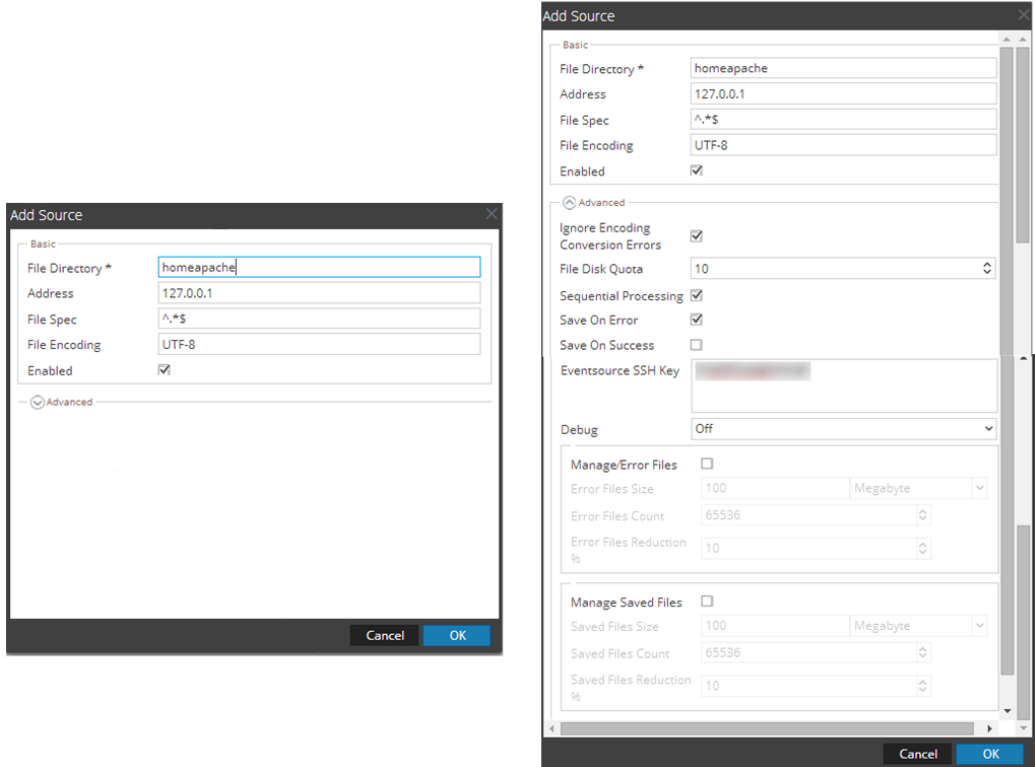 Add Source
Basic
File Directory * homeapache
Address 127.0.0.1
File Spec ^.*$
File Encoding UTF-8
Enabled
Advanced
Cancel OK
Add Source
Basic
File Directory * homeapache
Address 127.0.0.1
File Spec ^.*$
File Encoding UTF-8
Enabled
Advanced
Ignore Encoding
Conversion Errors
File Disk Quota 10
Sequential Processing
Save On Error
Save On Success
Eventsource SSH Key
Debug Off
Manage/Error Files
Error Files Size 100 Megabyte
Error Files Count 65536
Error Files Reduction
% 10
Manage Saved Files
Saved Files Size 100 Megabyte
Saved Files Count 65536
Saved Files Reduction
% 10
Cancel OK